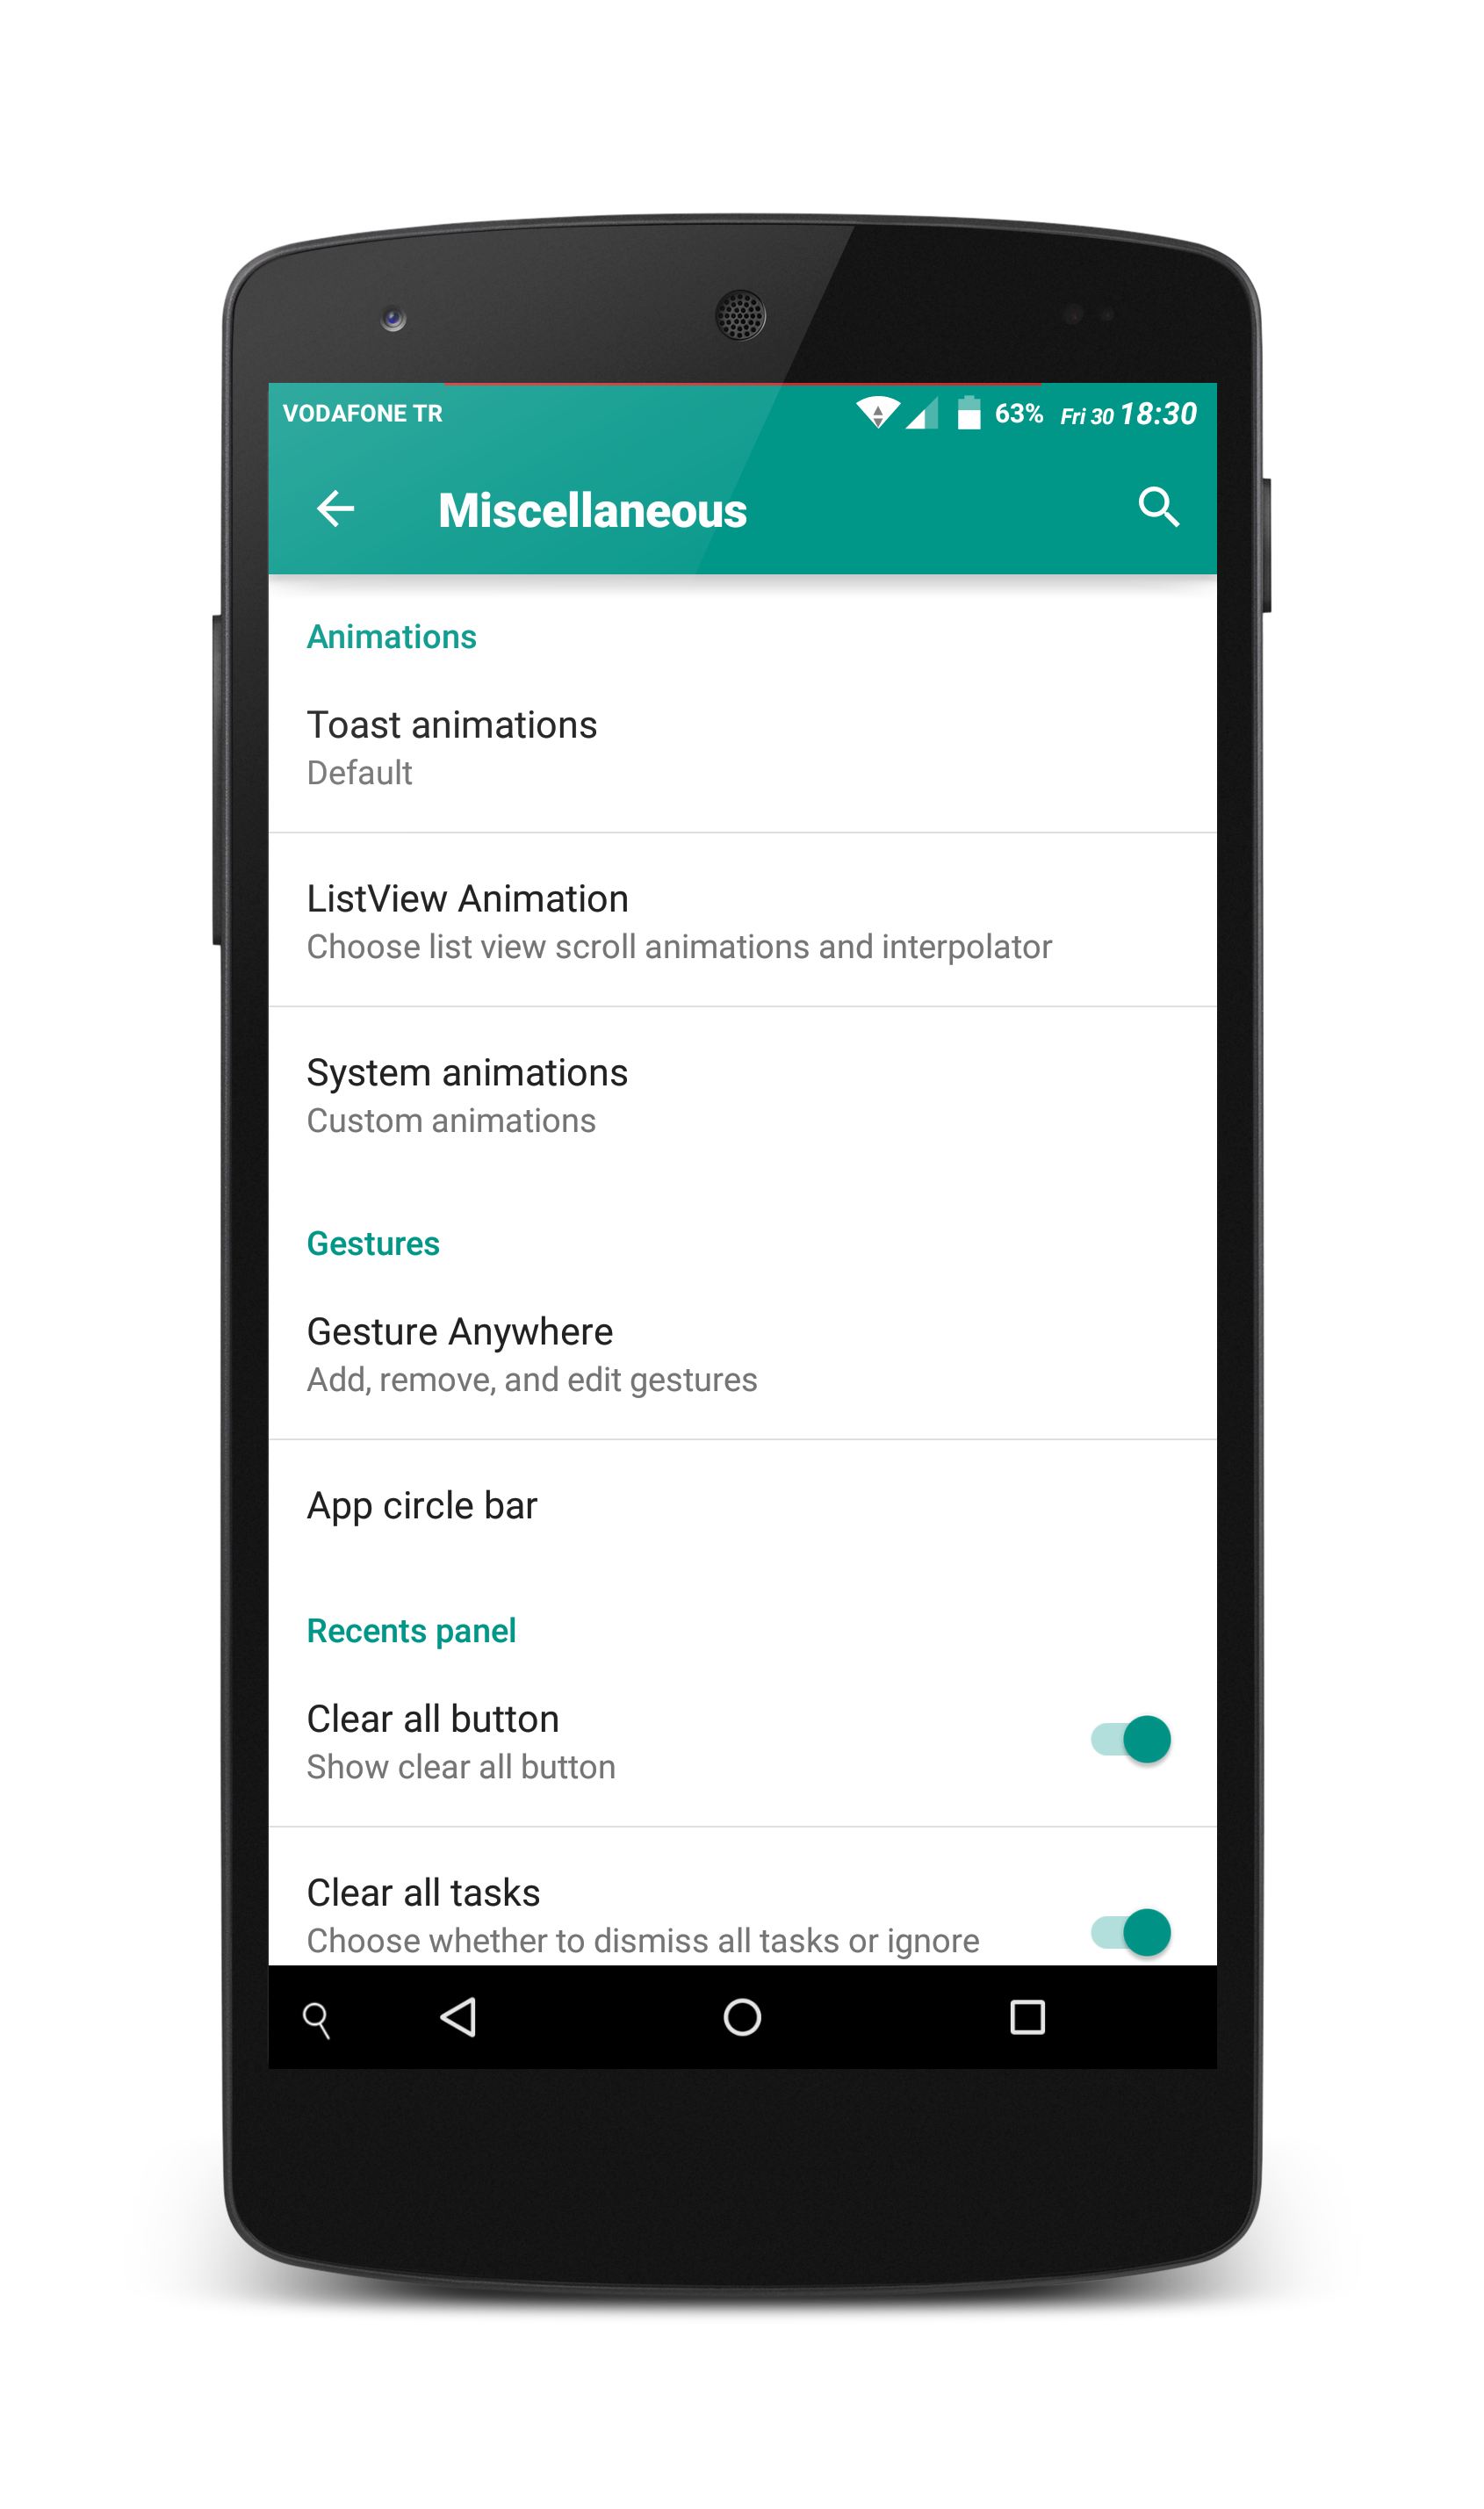 VODAFONE TR 63% Fri 30 18:30
Miscellaneous
Animations
Toast animations
Default
ListView Animation
Choose list view scroll animations and interpolator
System animations
Custom animations
Gestures
Gesture Anywhere
Add, remove, and edit gestures
App circle bar
Recents panel
Clear all button
Show clear all button
Clear all tasks
Choose whether to dismiss all tasks or ignore